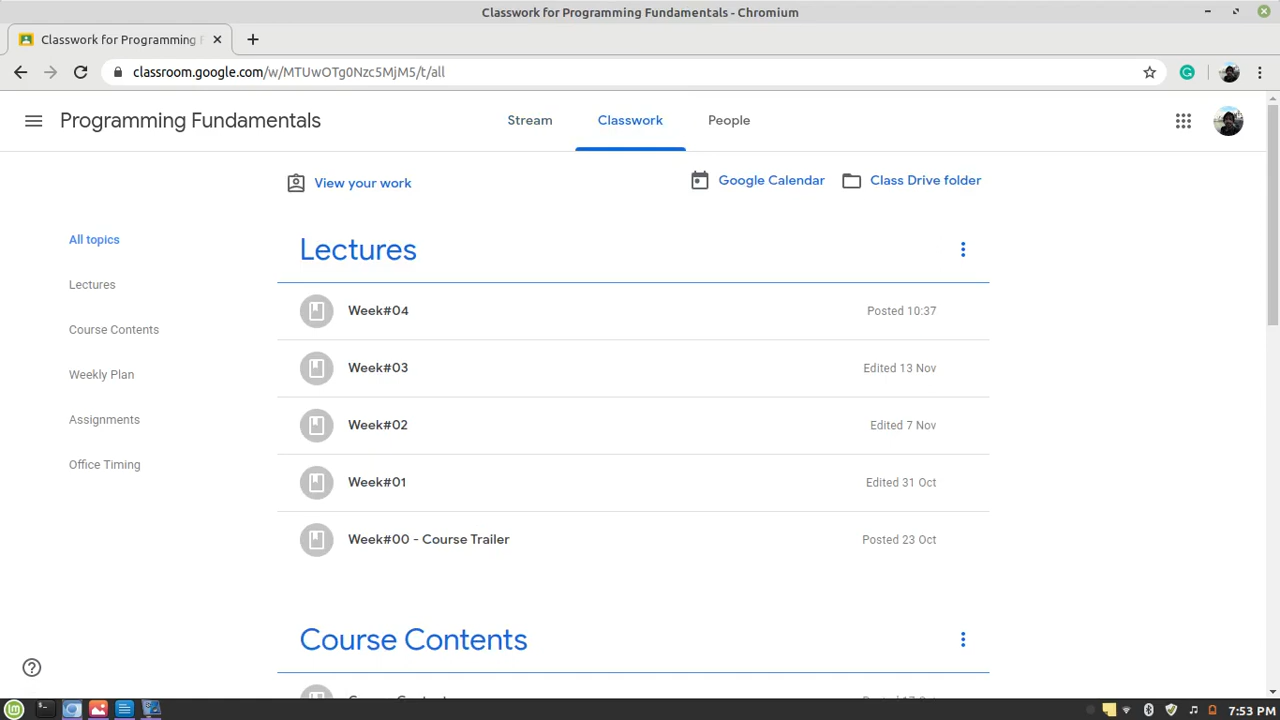 Classwork for Programming Fundamentals - Chromium
Classwork for Programming F
classroom.google.com/w/MTUwOTg0Nzc5MjM5/t/all
Programming Fundamentals
Stream
Classwork
People
View your work
Google Calendar
Class Drive folder
All topics
Lectures
Course Contents
Weekly Plan
Assignments
Office Timing
Lectures
Week#04 Posted 10:37
Week#03 Edited 13 Nov
Week#02 Edited 7 Nov
Week#01 Edited 31 Oct
Week#00 - Course Trailer Posted 23 Oct
Course Contents
7:53 PM